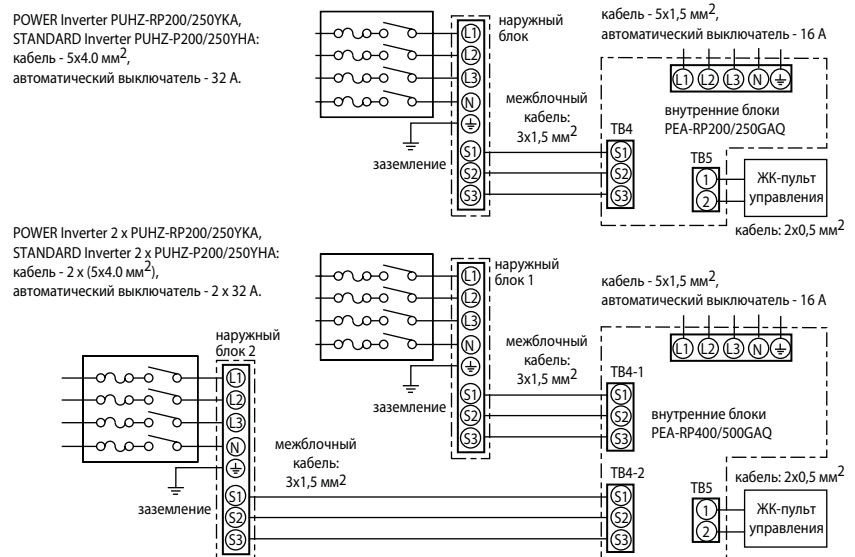 POWER Inverter PUHZ-RP200/250YKA,
STANDARD Inverter PUHZ-P200/250YHA:
кабель - 5x4.0 мм2,
автоматический выключатель - 32 А.
L1
L2
L3
N
S1
S2
S3
наружный
блок
заземление
межблочный
кабель:
3x1,5 мм2
кабель - 5x1,5 мм2,
автоматический выключатель - 16 А
L1 L2 L3 N
внутренние блоки
PEA-RP200/250GAQ
TB4
S1
S2
S3
TB5
1
2
ЖК-пульт
управления
кабель: 2x0,5 мм2
POWER Inverter 2 x PUHZ-RP200/250YKA,
STANDARD Inverter 2 x PUHZ-P200/250YHA:
кабель - 2 x (5x4.0 мм2),
автоматический выключатель - 2 x 32 А.
L1
L2
L3
N
S1
S2
S3
наружный
блок 1
заземление
межблочный
кабель:
3x1,5 мм2
кабель - 5x1,5 мм2,
автоматический выключатель - 16 А
L1 L2 L3 N
TB4-1
S1
S2
S3
внутренние блоки
PEA-RP400/500GAQ
наружный
блок 2
L1
L2
L3
N
S1
S2
S3
заземление
межблочный
кабель:
3x1,5 мм2
TB4-2
S1
S2
S3
TB5
1
2
кабель: 2x0,5 мм2
ЖК-пульт
управления